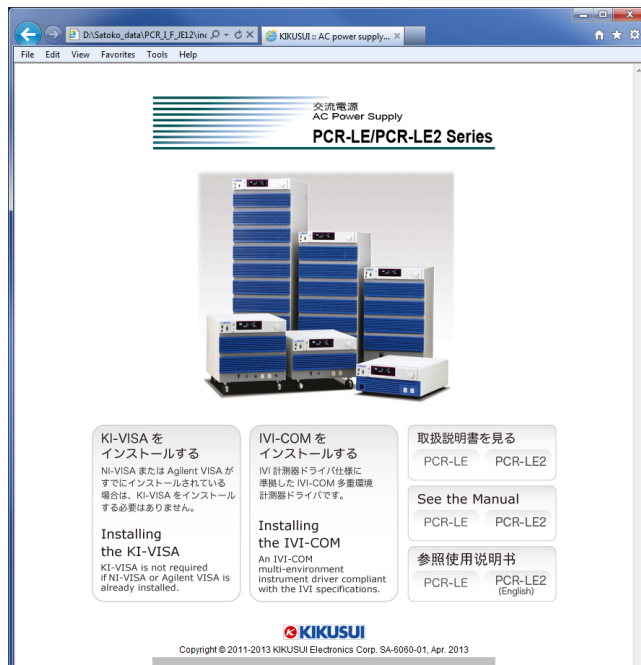 D:\Satoko_data\PCR_I_F_JE12\in
KIKUSUI :: AC power supply...
File Edit View Favorites Tools Help
交流電源
AC Power Supply
PCR-LE/PCR-LE2 Series
KI-VISA を
インストールする
NI-VISA または Agilent VISA が
すでにインストールされている
場合は、KI-VISA をインストール
する必要はありません。
Installing
the KI-VISA
KI-VISA is not required
if NI-VISA or Agilent VISA is
already installed.
IVI-COM を
インストールする
IVI 計測器ドライバ仕様に
準拠した IVI-COM 多重環境
計測器ドライバです。
Installing
the IVI-COM
An IVI-COM
multi-environment
instrument driver compliant
with the IVI specifications.
取扱説明書を見る
PCR-LE PCR-LE2
See the Manual
PCR-LE PCR-LE2
参照使用说明书
PCR-LE PCR-LE2
(English)
KIKUSUI
Copyright © 2011-2013 KIKUSUI Electronics Corp. SA-6060-01, Apr. 2013